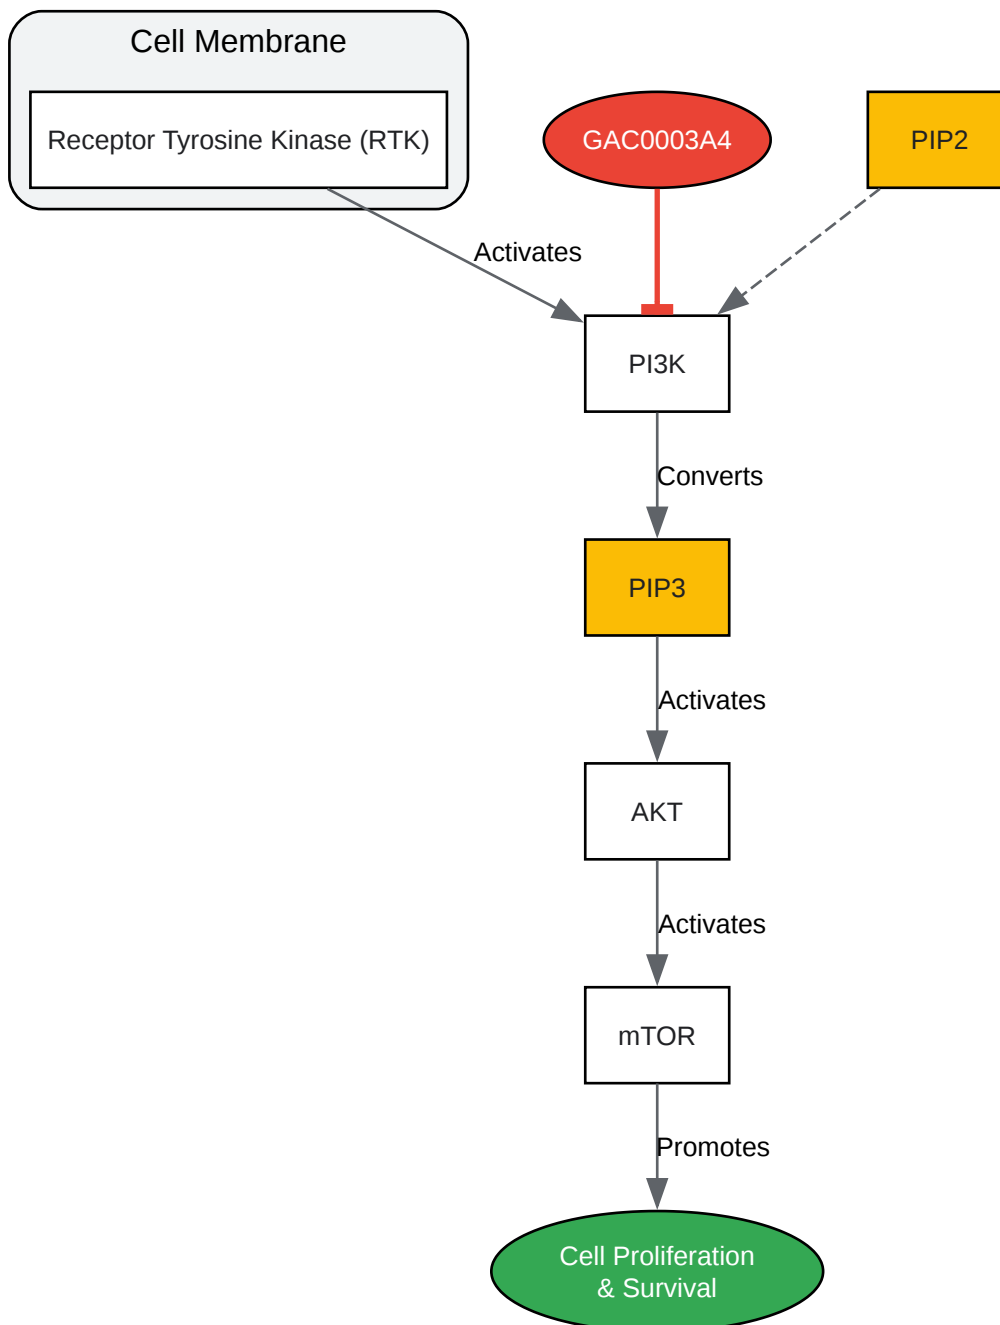 Cell Membrane
Receptor Tyrosine Kinase (RTK)
GAC0003A4
PIP2
Activates
PI3K
Converts
PIP3
Activates
AKT
Activates
mTOR
Promotes
Cell Proliferation
& Survival